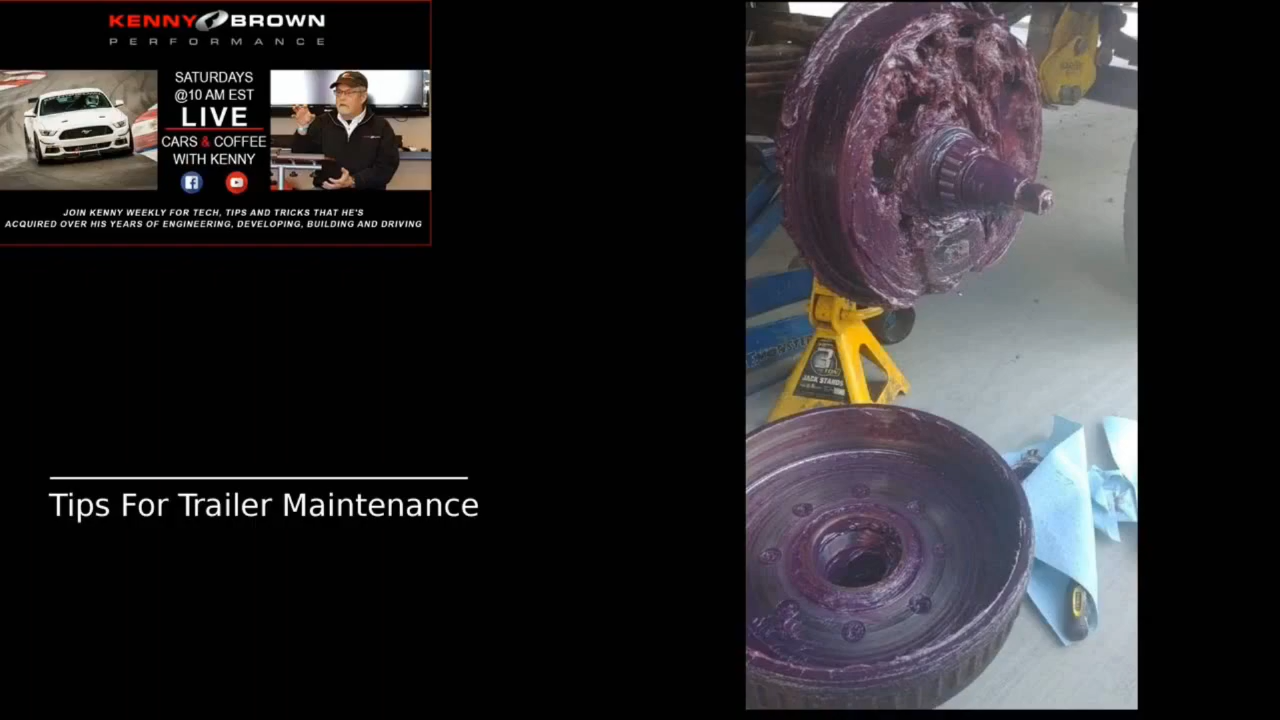 KENNY BROWN
PERFORMANCE
SATURDAYS
@10 AM EST
LIVE
CARS & COFFEE
WITH KENNY
JOIN KENNY WEEKLY FOR TECH, TIPS AND TRICKS THAT HE'S
ACQUIRED OVER HIS YEARS OF ENGINEERING, DEVELOPING, BUILDING AND DRIVING
Tips For Trailer Maintenance
3
JACK STANDS